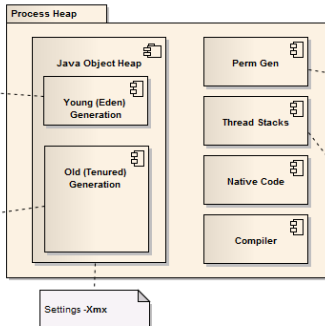 Process Heap
Java Object Heap
Young (Eden)
Generation
Old (Tenured)
Generation
Perm Gen
Thread Stacks
Native Code
Compiler
Settings -Xmx